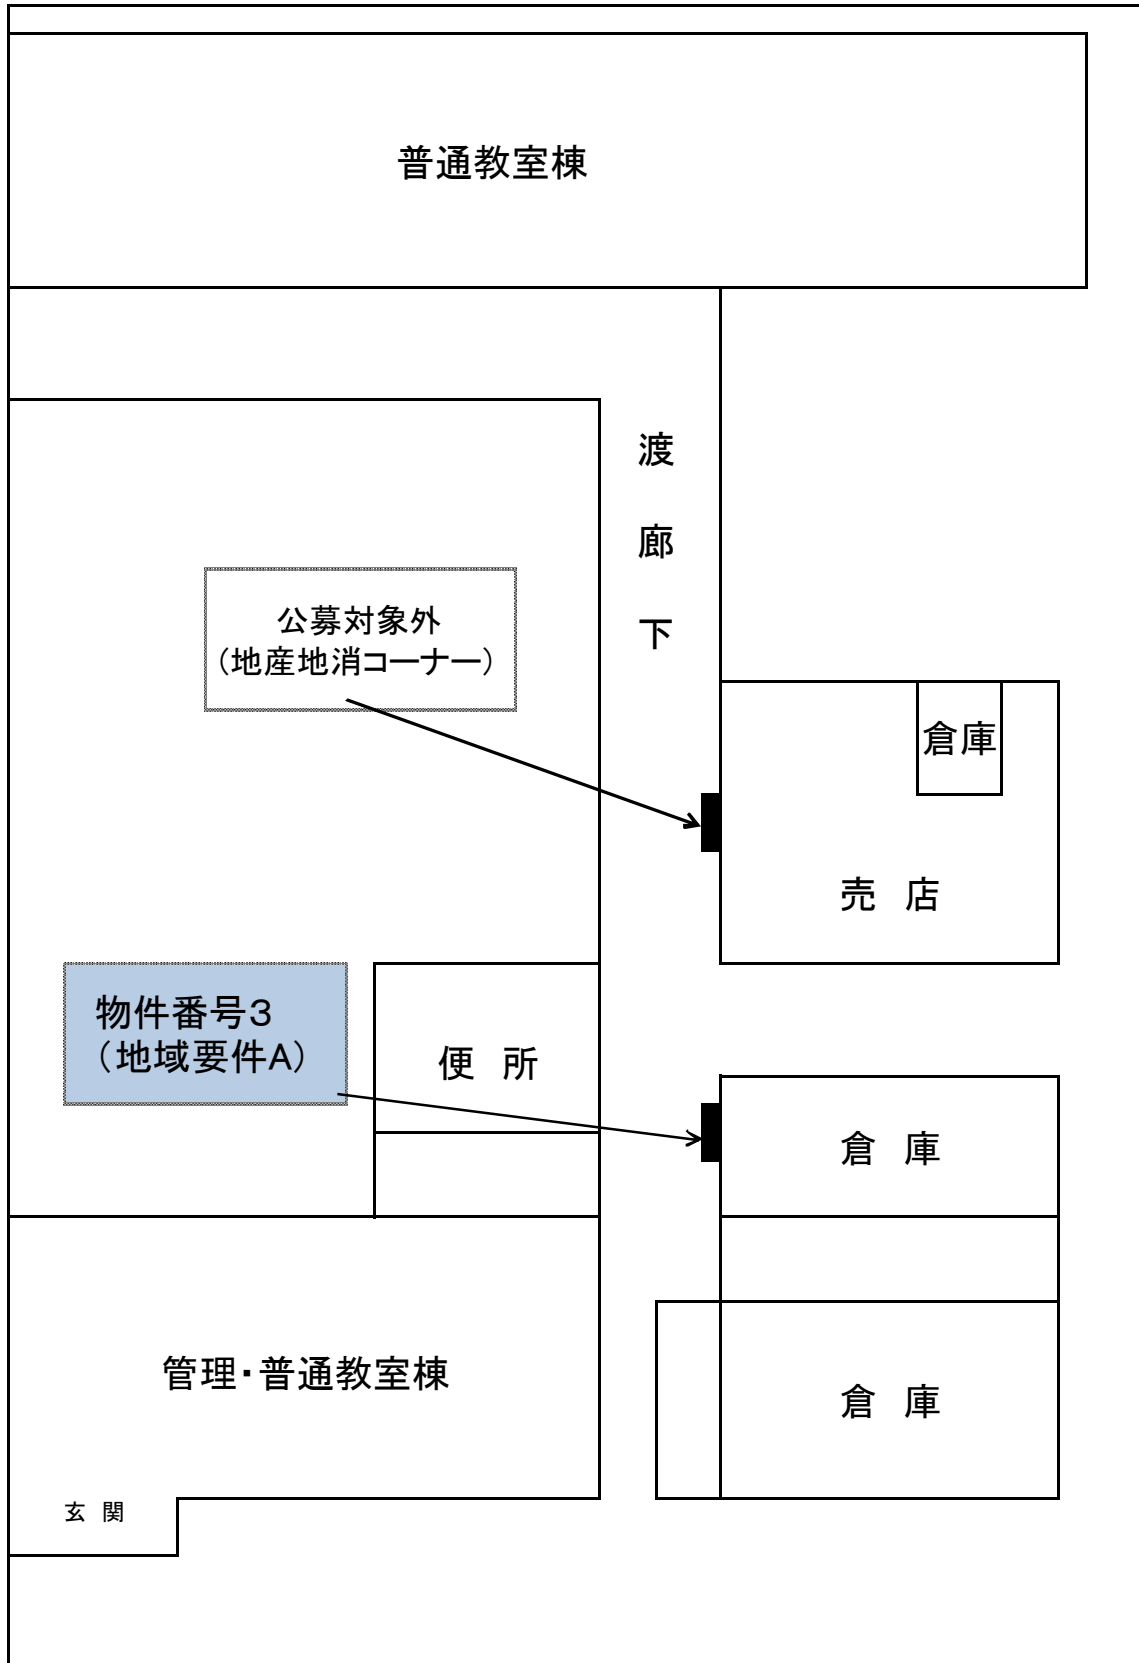 普通教室棟
渡廊下
公募対象外
（地産地消コーナー）
倉庫
売 店
物件番号３
（地域要件A）
便 所
倉 庫
管理・普通教室棟
倉 庫
玄 関